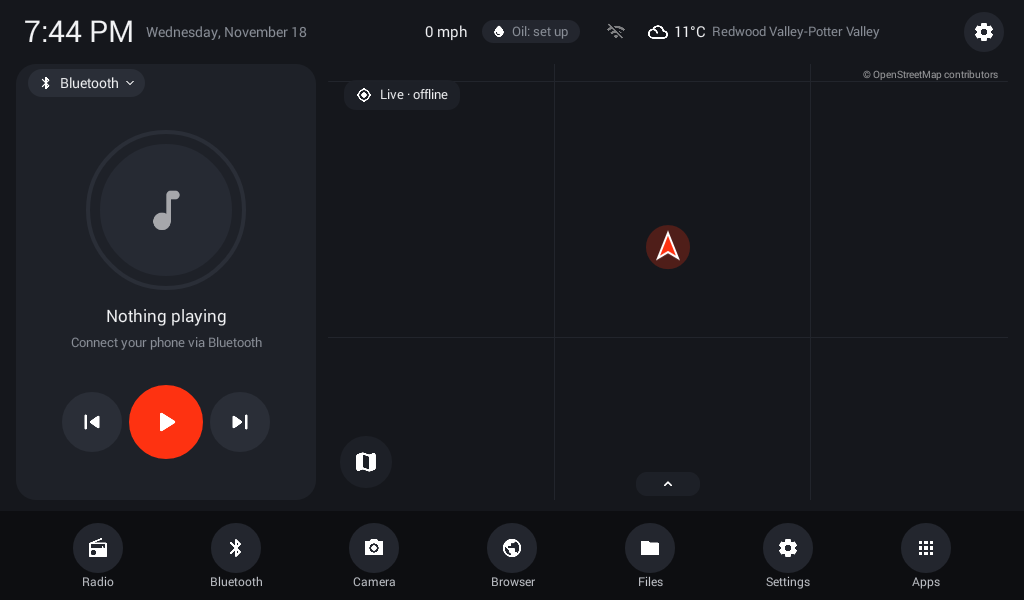 7:44 PM
Wednesday, November 18
0 mph
Oil: set up
11°C
Redwood Valley-Potter Valley
Bluetooth
© OpenStreetMap contributors
Live · offline
Nothing playing
Connect your phone via Bluetooth
Radio
Bluetooth
Camera
Browser
Files
Settings
Apps